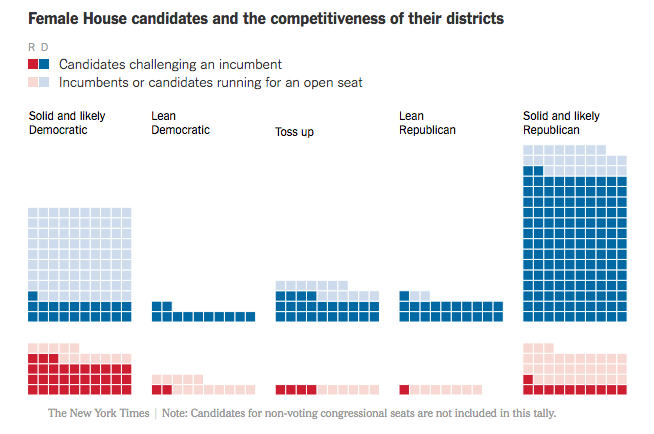 Female House candidates and the competitiveness of their districts
R D
Candidates challenging an incumbent
Incumbents or candidates running for an open seat
Solid and likely
Democratic
Lean
Democratic
Toss up
Lean
Republican
Solid and likely
Republican
The New York Times | Note: Candidates for non-voting congressional seats are not included in this tally.